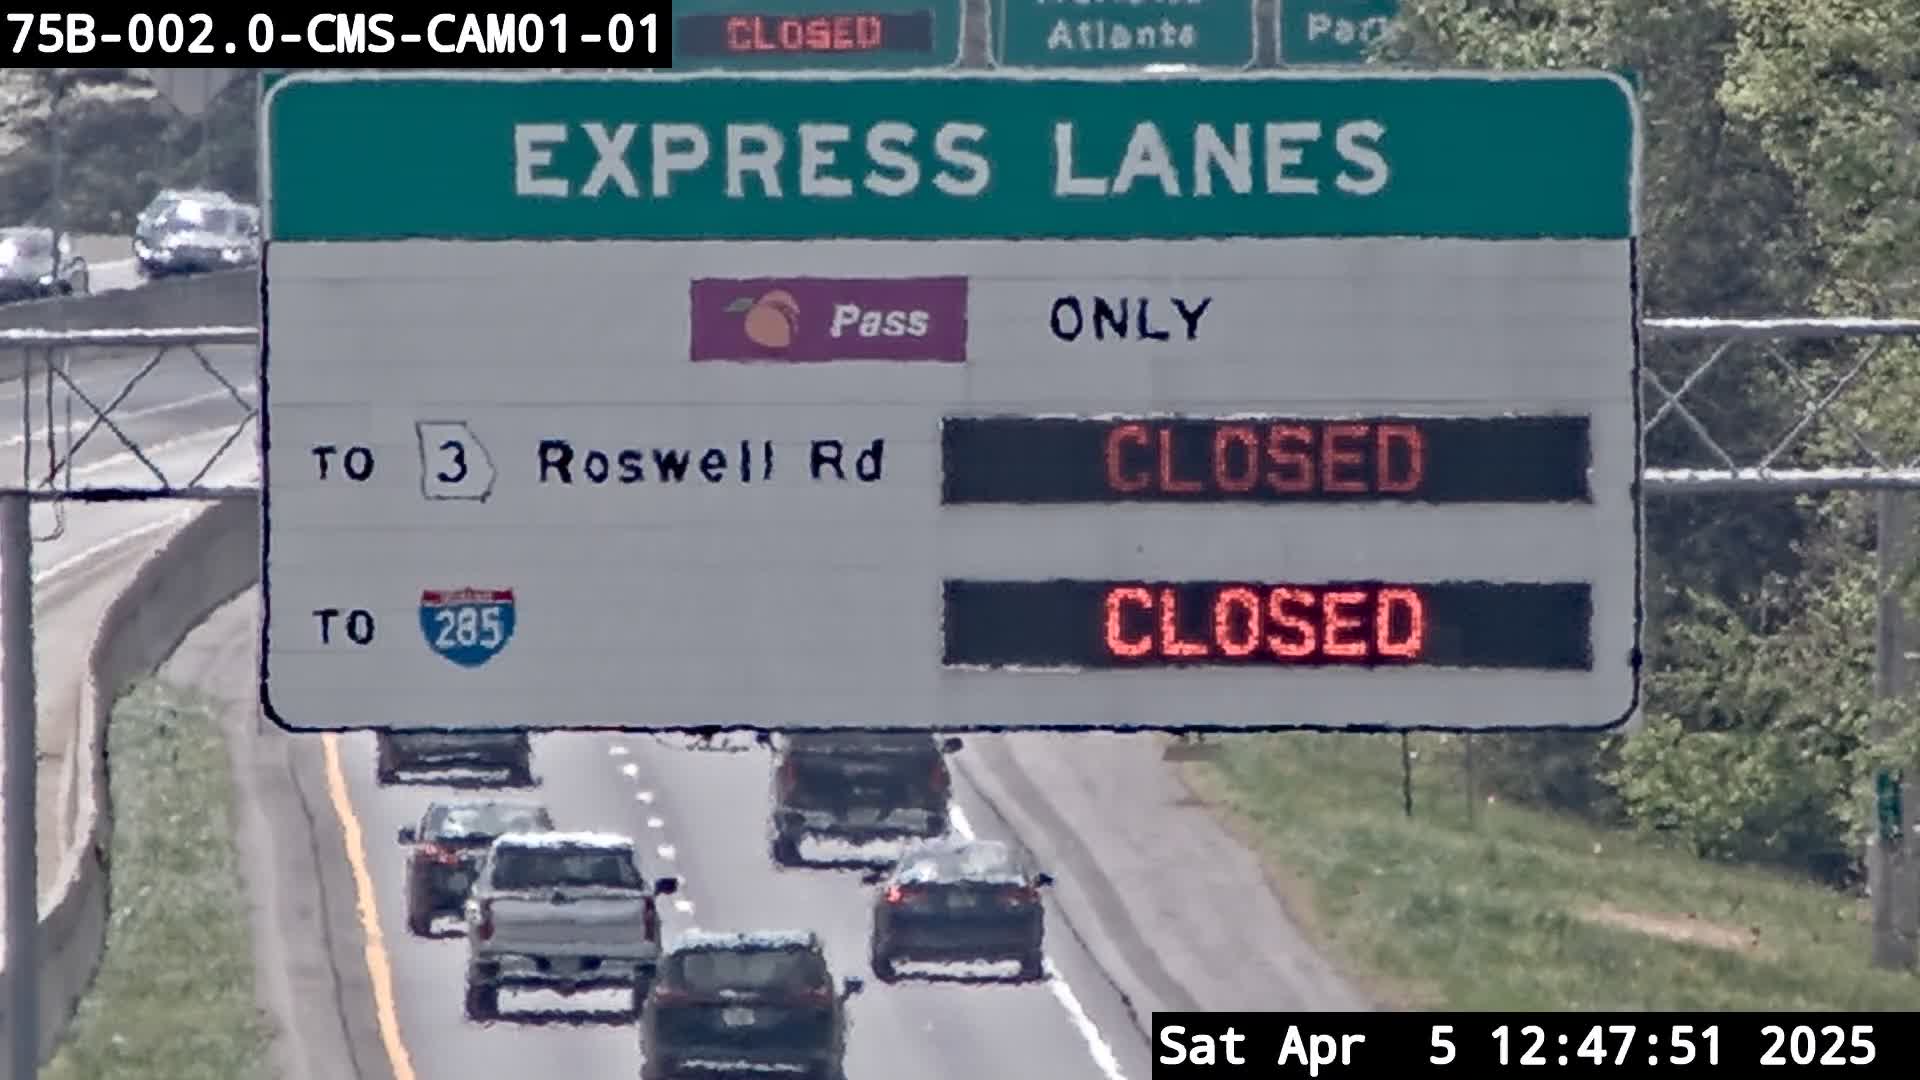 75B-002.0-CMS-CAM01-01
CLOSED
Atlanta
EXPRESS LANES
Pass ONLY
TO 3 Roswell Rd CLOSED
TO 285 CLOSED
Sat Apr 5 12:47:51 2025